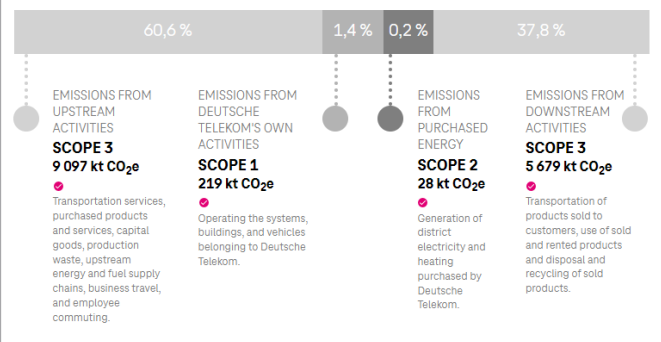 60,6 %
1,4 %
0,2 %
37,8 %
EMISSIONS FROM
UPSTREAM
ACTIVITIES
SCOPE 3
9 097 kt CO₂e
Transportation services,
purchased products
and services, capital
goods, production
waste, upstream
energy and fuel supply
chains, business travel,
and employee
commuting.
EMISSIONS FROM
DEUTSCHE
TELEKOM'S OWN
ACTIVITIES
SCOPE 1
219 kt CO₂e
Operating the systems,
buildings, and vehicles
belonging to Deutsche
Telekom.
EMISSIONS
FROM
PURCHASED
ENERGY
SCOPE 2
28 kt CO₂e
Generation of
district
electricity and
heating
purchased by
Deutsche
Telekom.
EMISSIONS FROM
DOWNSTREAM
ACTIVITIES
SCOPE 3
5 679 kt CO₂e
Transportation of
products sold to
customers, use of sold
and rented products
and disposal and
recycling of sold
products.